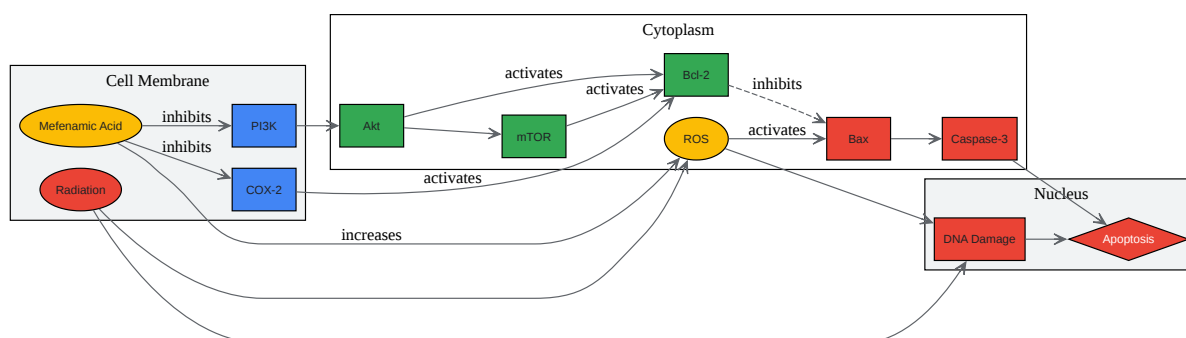 Cytoplasm
Cell Membrane
Mefenamic Acid
inhibits
PI3K
inhibits
Radiation
COX-2
Akt
activates
activates
mTOR
Bcl-2
inhibits
ROS
activates
Bax
Caspase-3
activates
increases
Nucleus
DNA Damage
Apoptosis